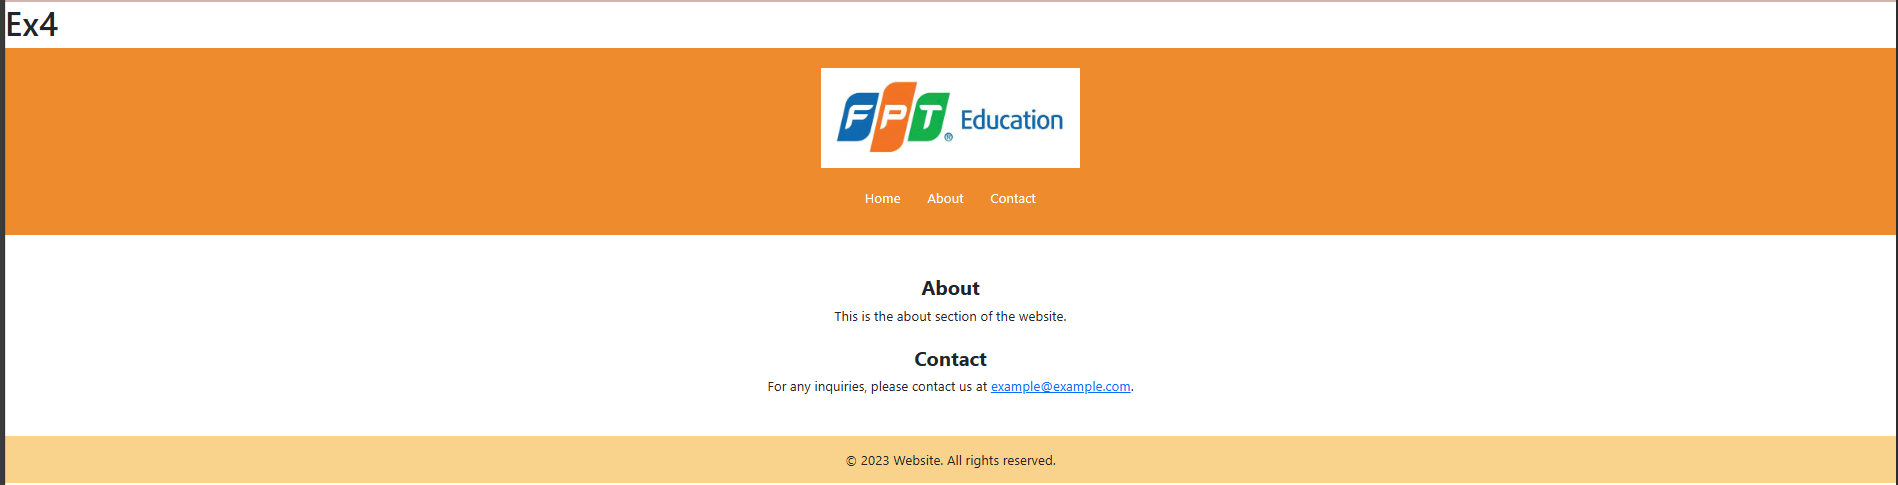 Ex4
FPT® Education
Home About Contact
About
This is the about section of the website.
Contact
For any inquiries, please contact us at example@example.com.
© 2023 Website. All rights reserved.